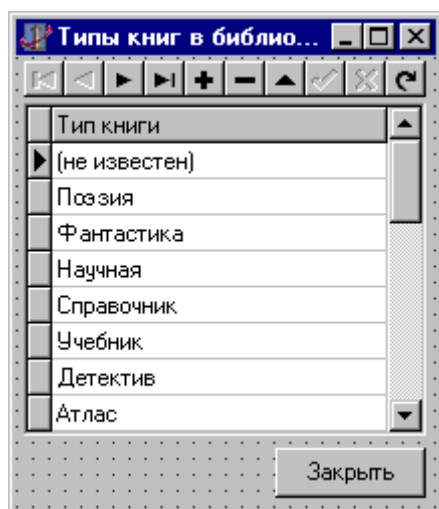 Типы книг в библио...
Тип книги
(не известен)
Поэзия
Фантастика
Научная
Справочник
Учебник
Детектив
Атлас
Закрыть